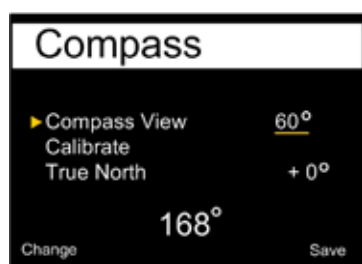 Compass
Compass View 60°
Calibrate
True North + 0°
168°
Change Save